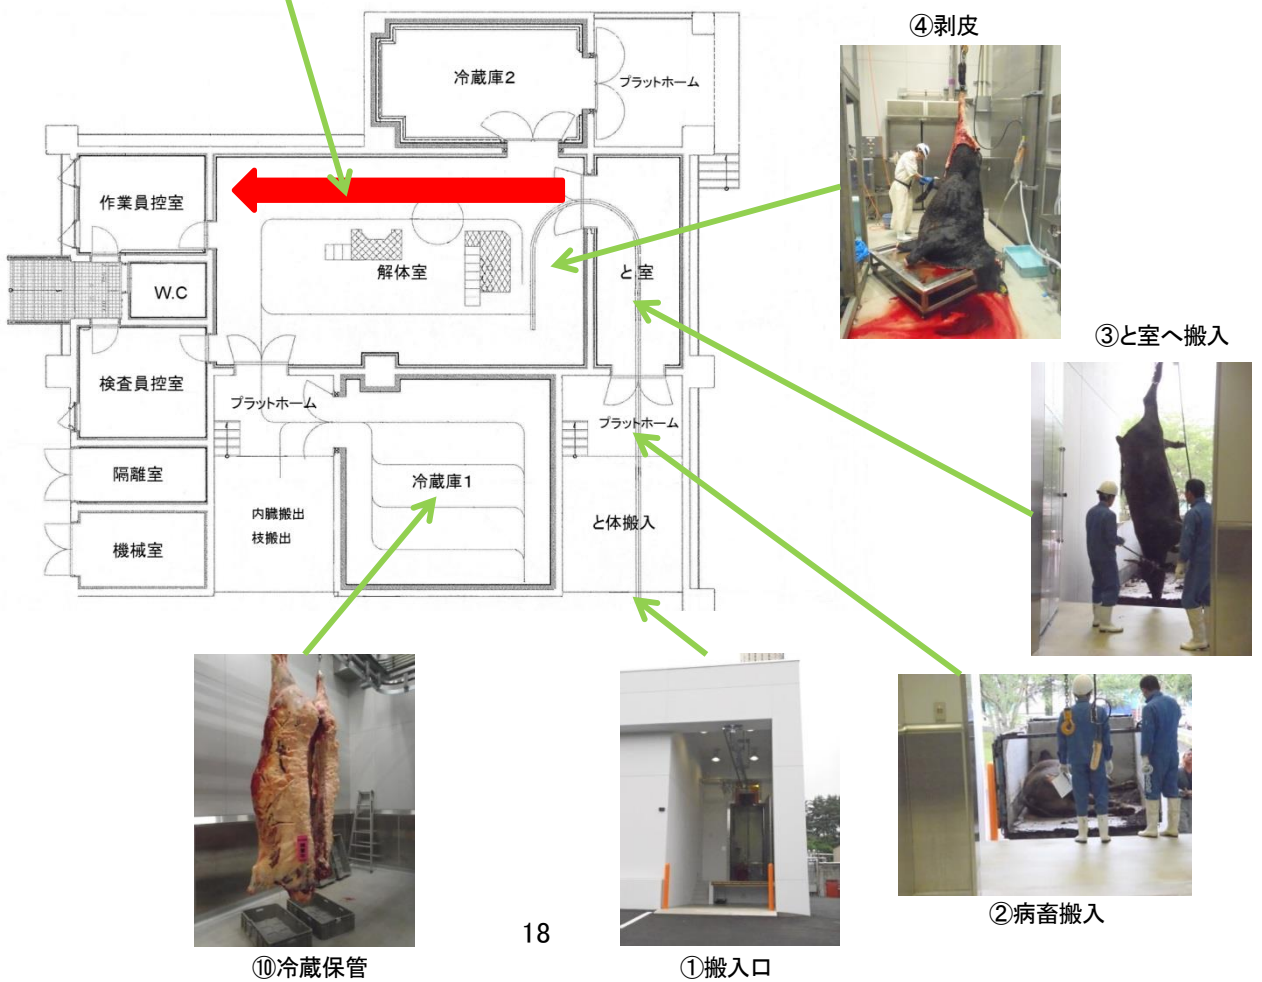 ④剥皮
冷蔵庫2
プラットホーム
作業員控室
解体室
と室
W.C
③と室へ搬入
検査員控室
プラットホーム
プラットホーム
隔離室
冷蔵庫1
内臓搬出
枝搬出
と体搬入
機械室
②病畜搬入
18
⑩冷蔵保管
①搬入口